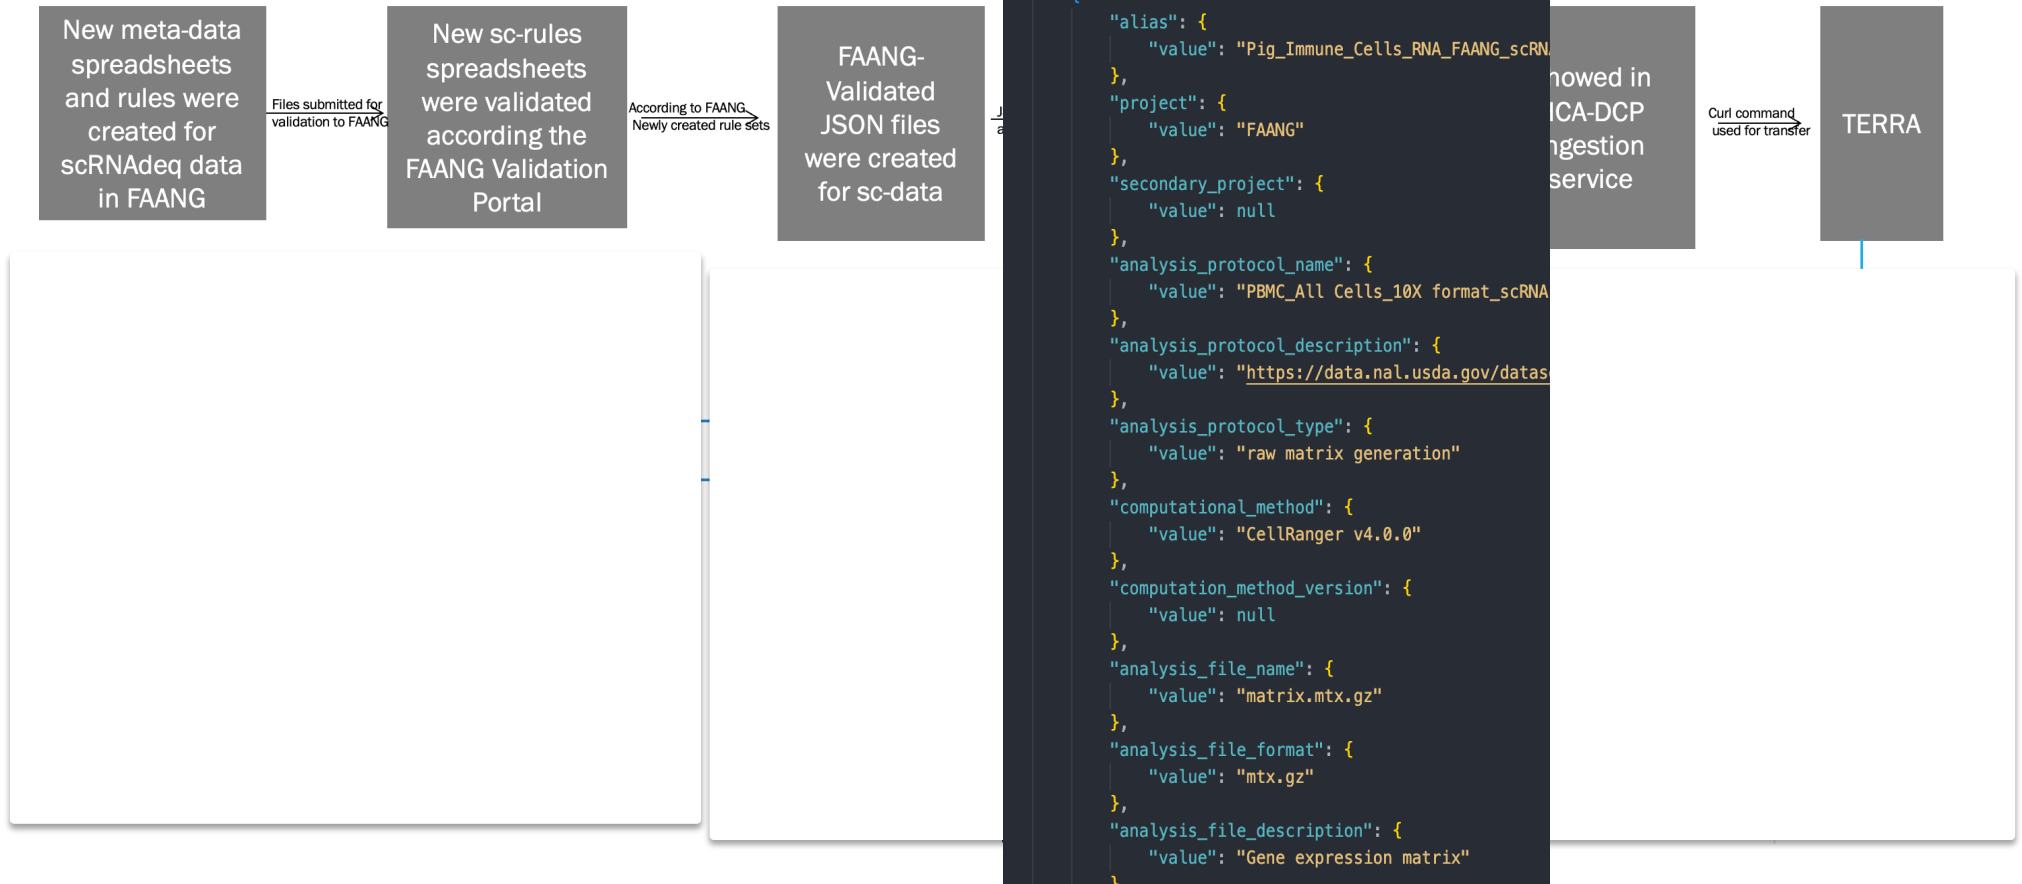 New meta-data
spreadsheets
and rules were
created for
scRNAdeq data
in FAANG
Files submitted for
validation to FAANG
New sc-rules
spreadsheets
were validated
according the
FAANG Validation
Portal
According to FAANG
Newly created rule sets
FAANG-
Validated
JSON files
were created
for sc-data
"alias": {
"value": "Pig_Immune_Cells_RNA_FAANG_scRN
},
"project": {
"value": "FAANG"
},
"secondary_project": {
"value": null
},
"analysis_protocol_name": {
"value": "PBMC_All Cells_10X format_scRNA
},
"analysis_protocol_description": {
"value": "https://data.nal.usda.gov/datas
},
"analysis_protocol_type": {
"value": "raw matrix generation"
},
"computational_method": {
"value": "CellRanger v4.0.0"
},
"computation_method_version": {
"value": null
},
"analysis_file_name": {
"value": "matrix.mtx.gz"
},
"analysis_file_format": {
"value": "mtx.gz"
},
"analysis_file_description": {
"value": "Gene expression matrix"
howed in
ICA-DCP
ngestion
service
Curl command
used for transfer
TERRA